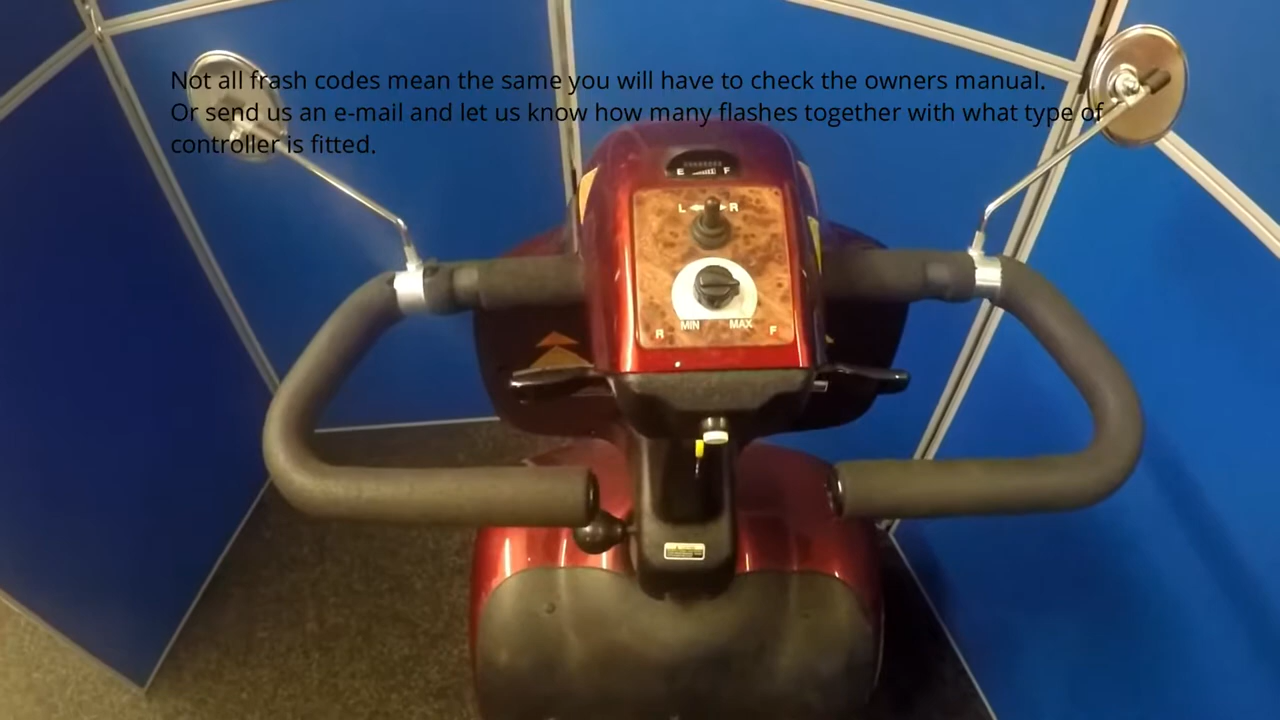 Not all frash codes mean the same you will have to check the owners manual.
Or send us an e-mail and let us know how many flashes together with what type of
controller is fitted.
E F
L R
MIN MAX
R F